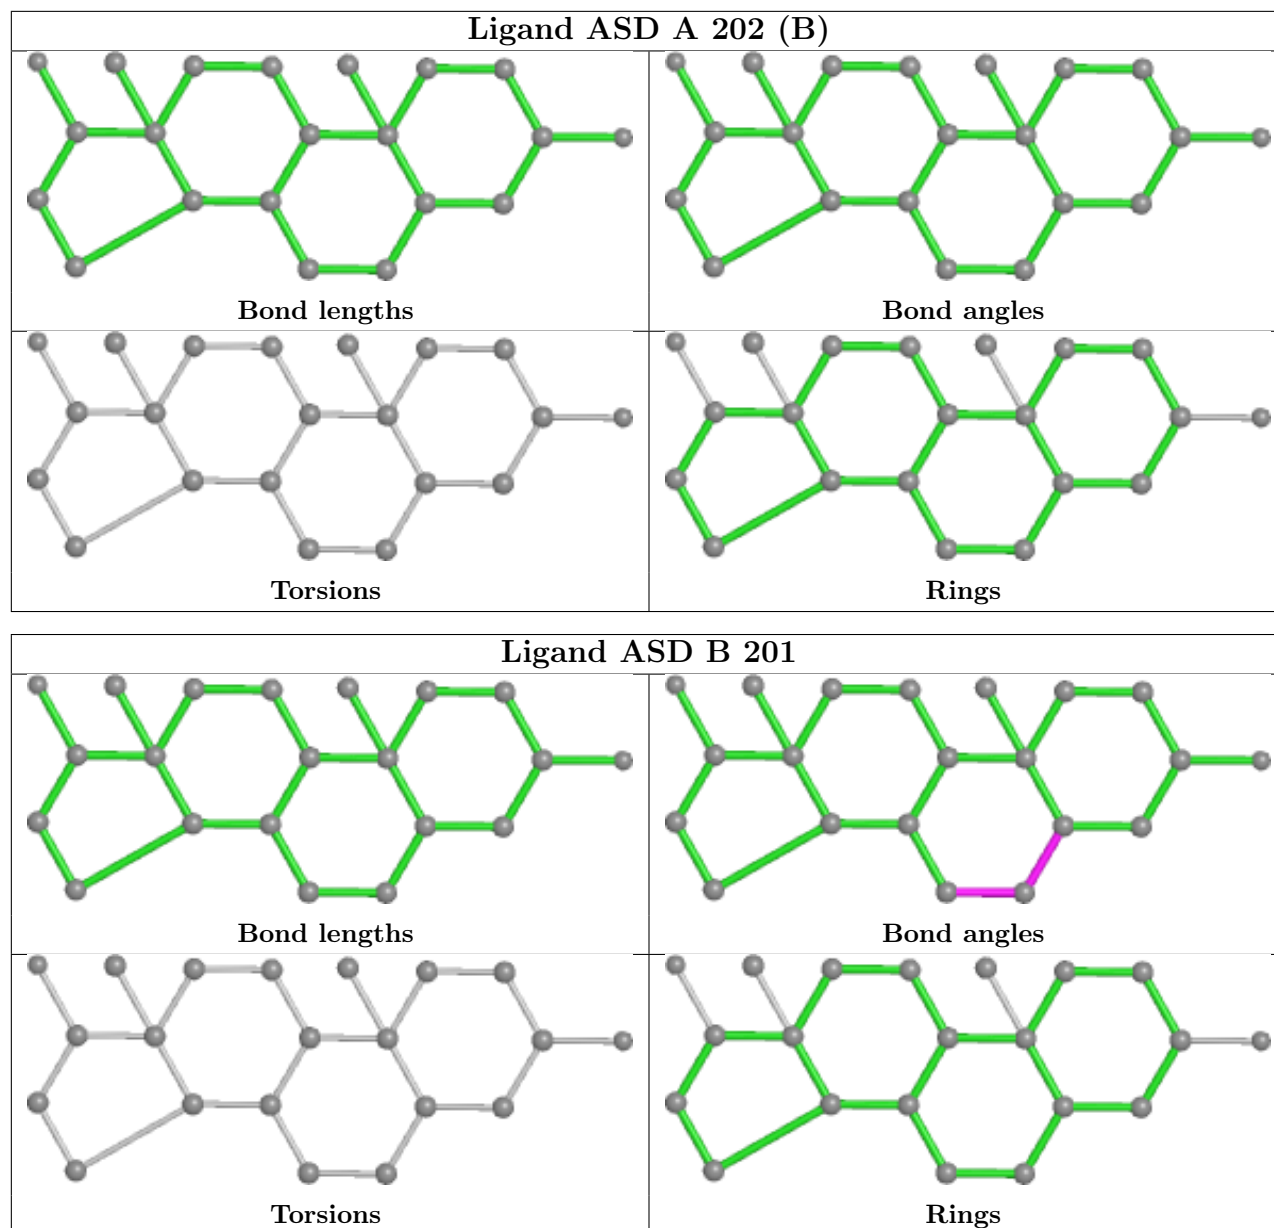 Ligand ASD A 202 (B)
Bond lengths
Bond angles
Torsions
Rings
Ligand ASD B 201
Bond lengths
Bond angles
Torsions
Rings